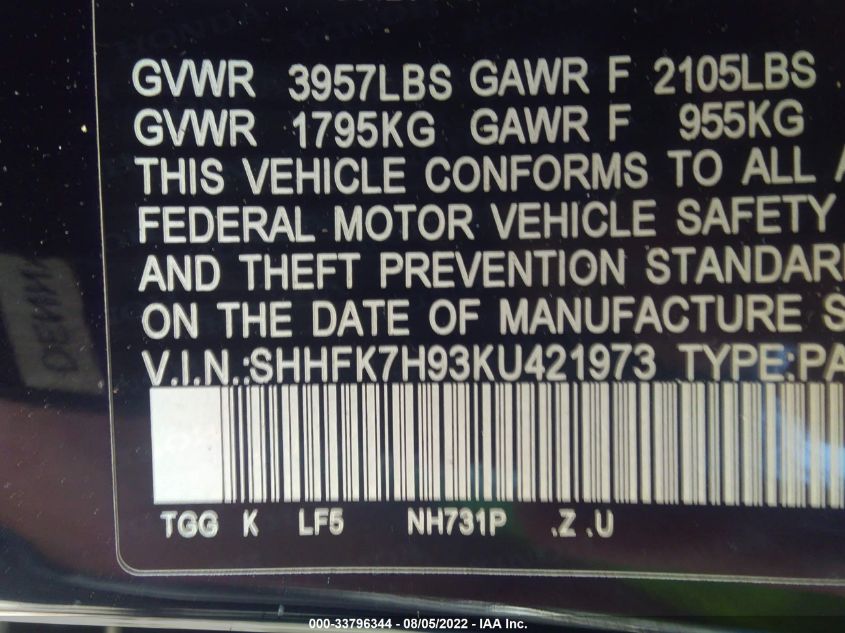 GVWR 3957LBS GAWR F 2105LBS
GVWR 1795KG GAWR F 955KG
THIS VEHICLE CONFORMS TO ALL A
FEDERAL MOTOR VEHICLE SAFETY
AND THEFT PREVENTION STANDAR
ON THE DATE OF MANUFACTURE S
V.I.N.:SHHFK7H93KU421973 TYPE:PA
TGG K LF5 NH731P .Z .U
000-33796344 - 08/05/2022 - IAA Inc.